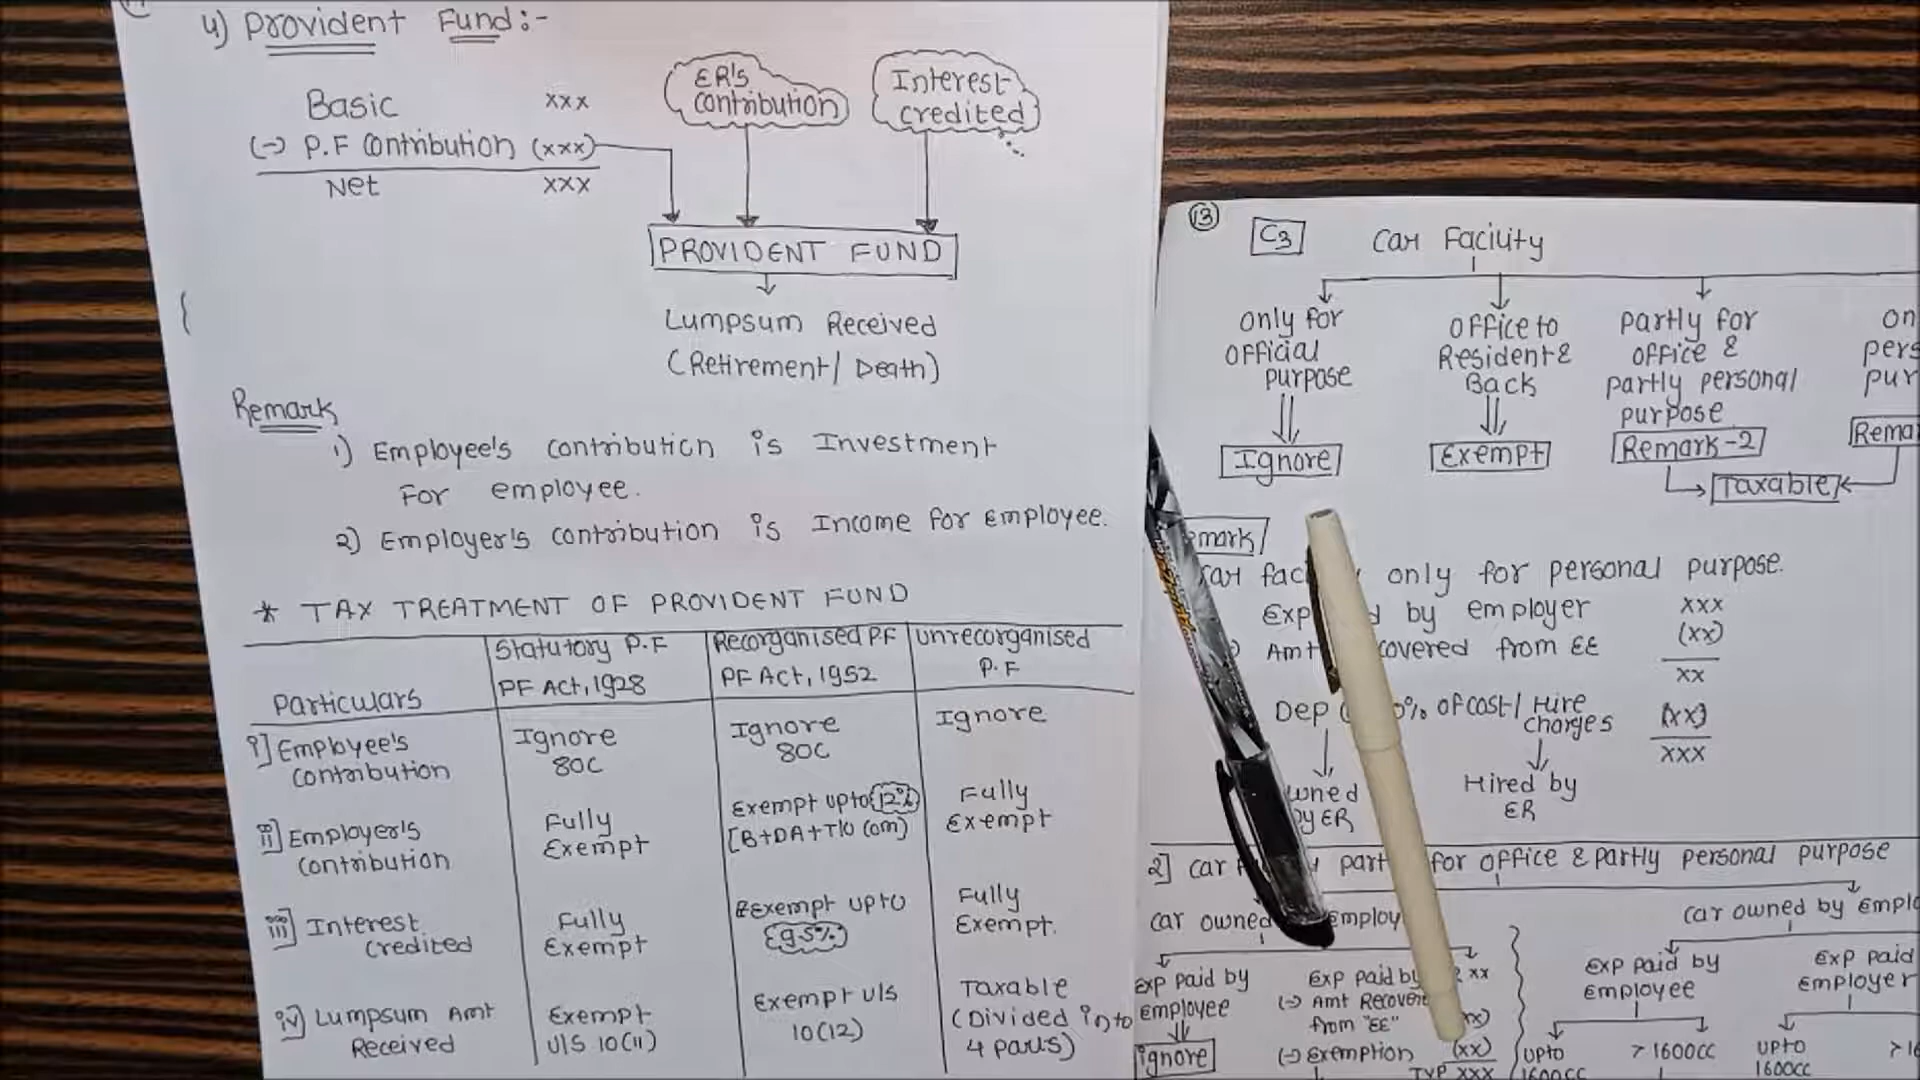 4) Provident Fund:-
Basic xxx
(-) P.F Contribution (xxx)
Net xxx
ER's contribution
Interest credited
PROVIDENT FUND
Lumpsum Received
(Retirement/ Death)
Remark
1) Employee's contribution is Investment
For employee.
2) Employer's contribution is Income for Employee.
* TAX TREATMENT OF PROVIDENT FUND
Particulars
Statutory P.F
PF Act, 1928
Recorganised PF
PF Act, 1952
unrecorganised
P.F
i] Employee's contribution
Ignore
80C
Ignore
80C
Ignore
ii] Employer's contribution
Fully Exempt
Exempt upto 12%
[B+DA+T/O Com)
Fully Exempt
iii] Interest credited
Fully Exempt
Exempt upto
9.5%
Fully Exempt.
iv] Lumpsum Amt Received
Exempt
U/S 10(11)
Exempt u/s
10(12)
Taxable
(Divided into
4 parts)
13
C3 Car Facility
only for
official
purpose
Ignore
office to
Resident &
Back
Exempt
partly for
office &
partly personal
purpose
Remark-2
Taxable
only for personal purpose.
by employer xxx
from EE (xx)
xx
Dep
of cost / Hire
charges (xx)
xxx
by ER
Hired by
ER
2] car
for office & partly personal purpose
car owned
Exp paid by
employee
ignore
Exp paid by
xx
(-) Amt
from "EE"
(-) Exemption (xx)
xxx
car owned by
Exp paid by
Employee
upto
1600cc
> 1600cc
Exp paid
Employer
upto
1600cc